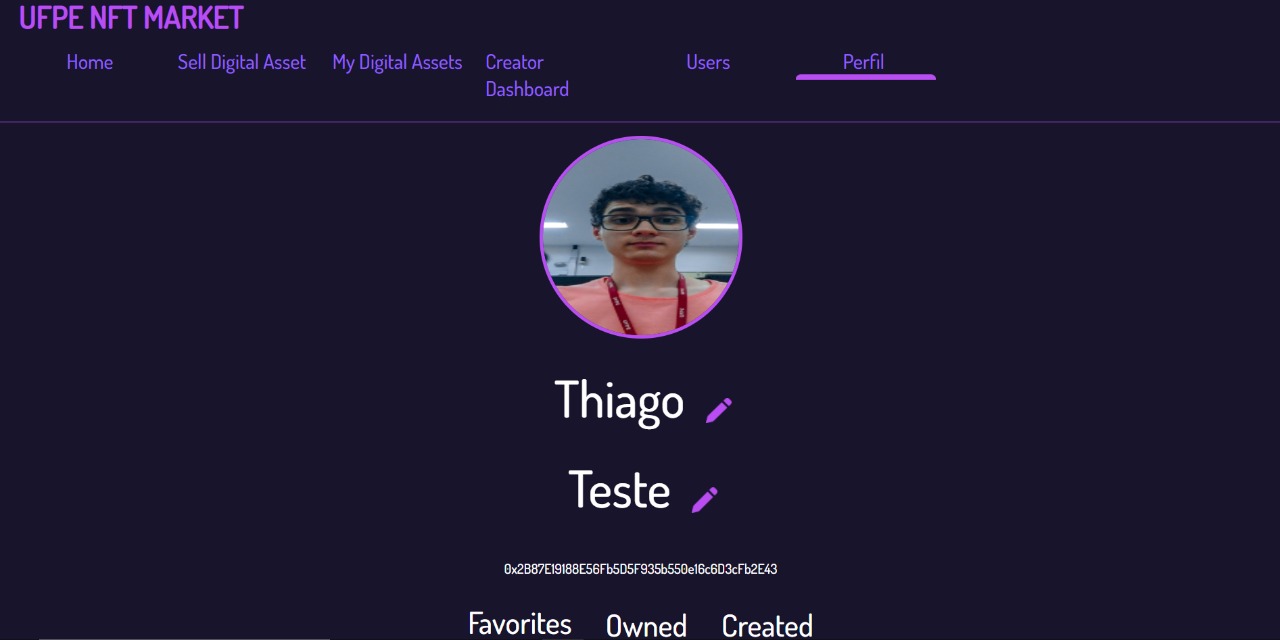 UFPE NFT MARKET
Home Sell Digital Asset My Digital Assets Creator Dashboard Users Perfil
Thiago
Teste
0x2B87E19188E56Fb5D5F935b550e16c6D3cFb2E43
Favorites Owned Created